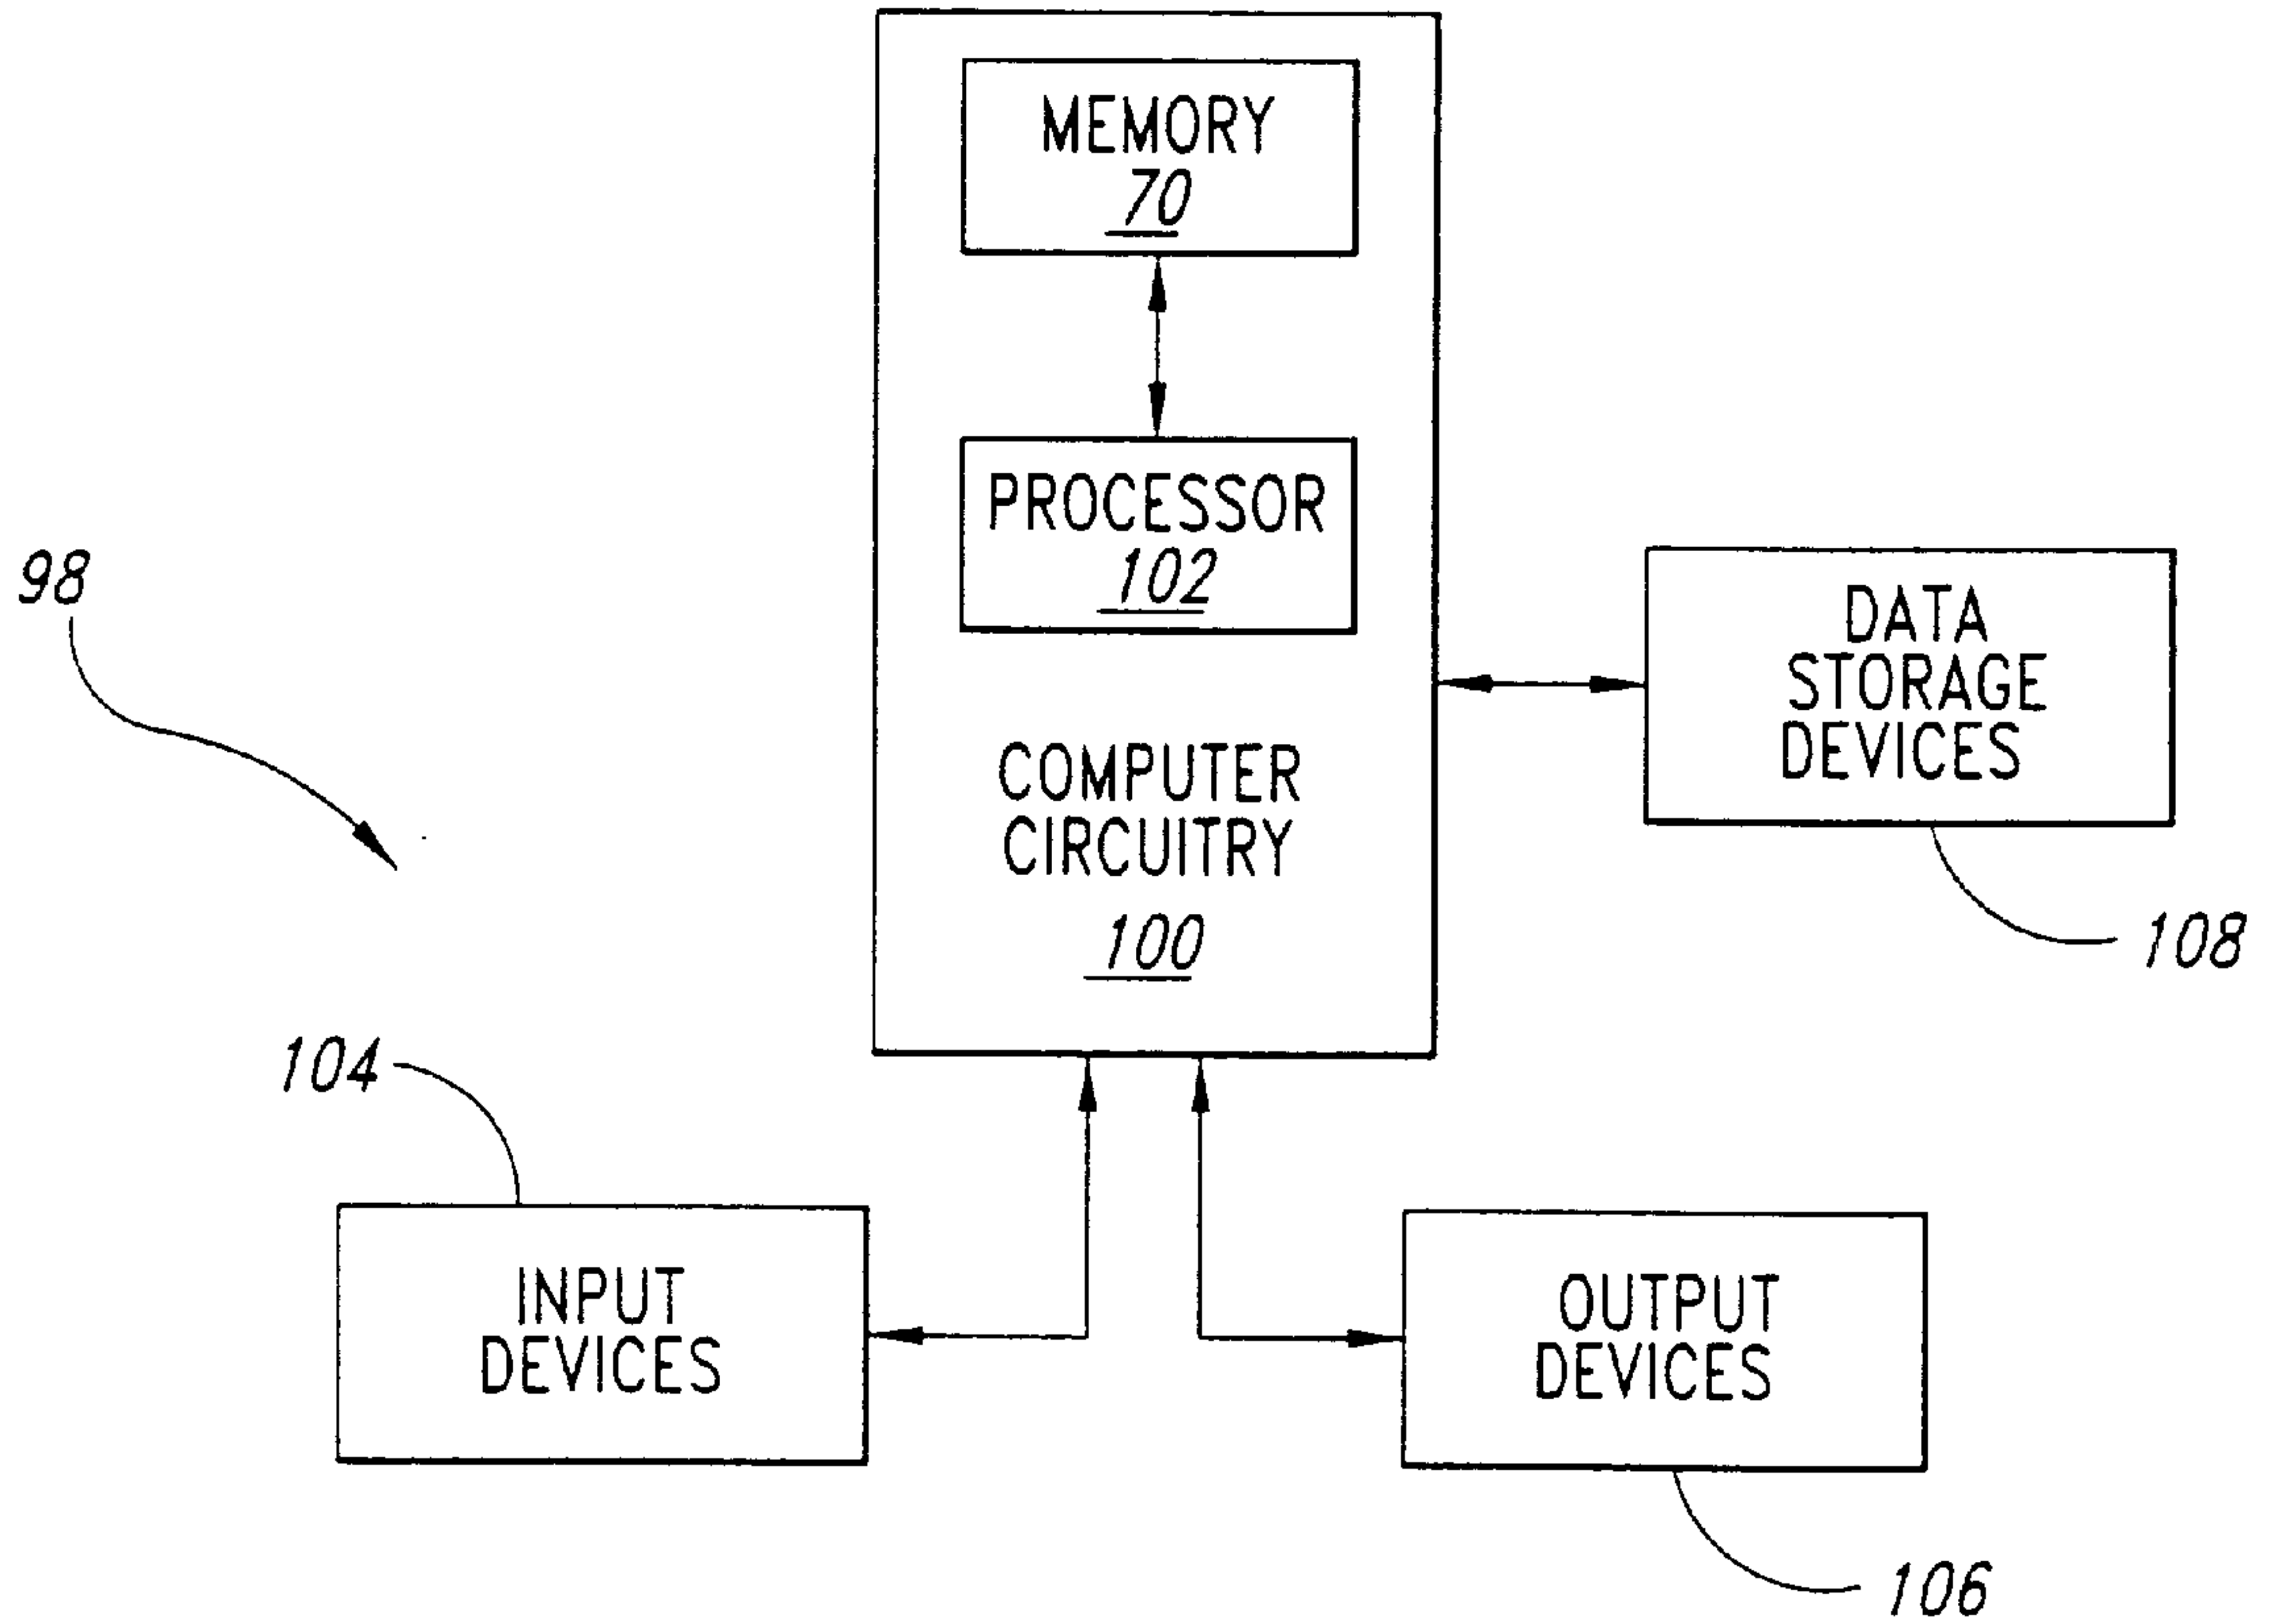 MEMORY
70
PROCESSOR
102
98
DATA
STORAGE
DEVICES
COMPUTER
CIRCUITRY
100
108
104
INPUT
DEVICES
OUTPUT
DEVICES
106